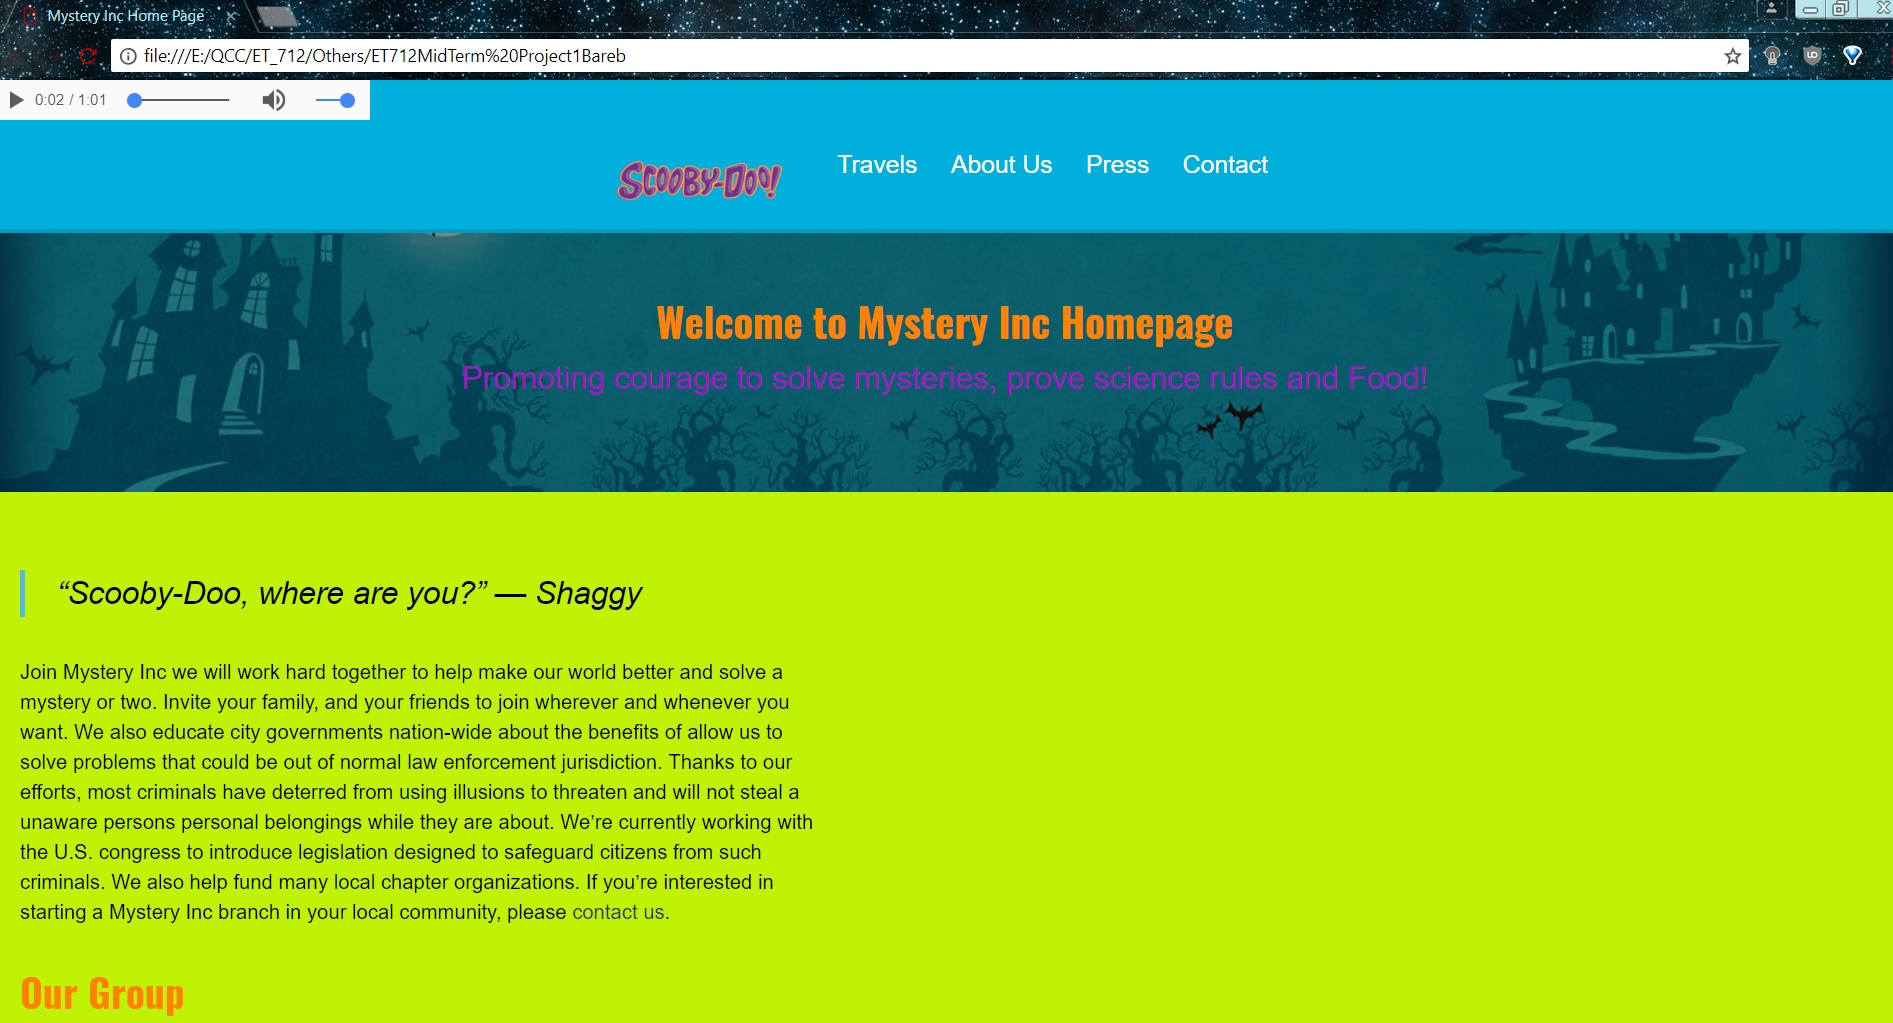 Mystery Inc Home Page
file:///E:/QCC/ET_712/Others/ET712MidTerm%20Project1Bareb
0:02 / 1:01
SCOOBY-DOO!
Travels About Us Press Contact
Welcome to Mystery Inc Homepage
Promoting courage to solve mysteries, prove science rules and Food!
“Scooby-Doo, where are you?” — Shaggy
Join Mystery Inc we will work hard together to help make our world better and solve a
mystery or two. Invite your family, and your friends to join wherever and whenever you
want. We also educate city governments nation-wide about the benefits of allow us to
solve problems that could be out of normal law enforcement jurisdiction. Thanks to our
efforts, most criminals have deterred from using illusions to threaten and will not steal a
unaware persons personal belongings while they are about. We’re currently working with
the U.S. congress to introduce legislation designed to safeguard citizens from such
criminals. We also help fund many local chapter organizations. If you’re interested in
starting a Mystery Inc branch in your local community, please contact us.
Our Group